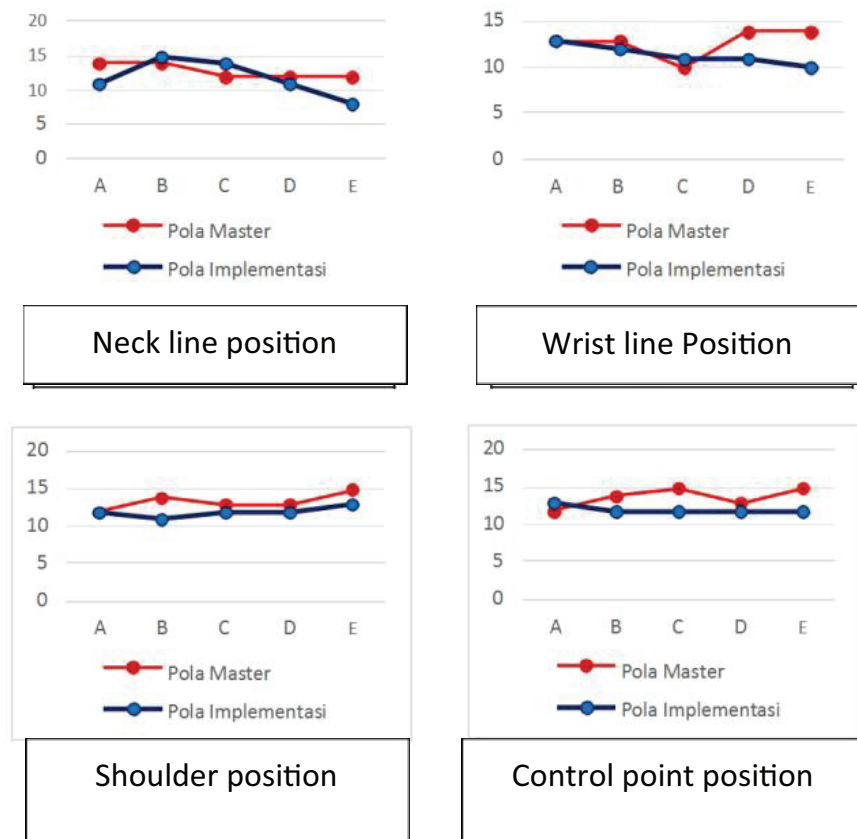 20
15
10
5
0
A B C D E
Pola Master
Pola Implementasi
Neck line position
15
10
5
0
A B C D E
Pola Master
Pola Implementasi
Wrist line Position
20
15
10
5
0
A B C D E
Pola Master
Pola Implementasi
Shoulder position
20
15
10
5
0
A B C D E
Pola Master
Pola Implementasi
Control point position